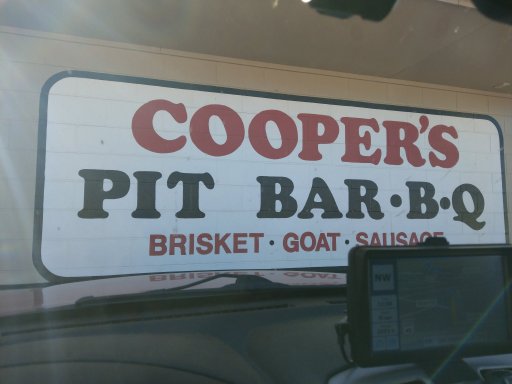 COOPER'S
PIT BAR·B·Q
BRISKET · GOAT · SAUSAGE
NW